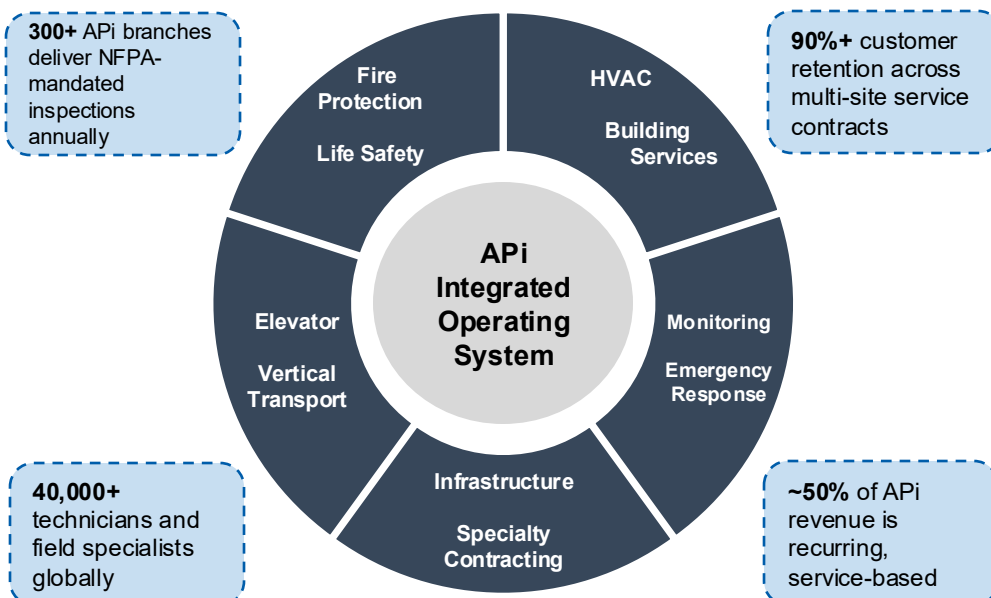 300+ APi branches
deliver NFPA-
mandated
inspections
annually
Fire
Protection
Life Safety
HVAC
Building
Services
90%+ customer
retention across
multi-site service
contracts
APi
Integrated
Operating
System
Elevator
Vertical
Transport
Monitoring
Emergency
Response
Infrastructure
Specialty
Contracting
40,000+
technicians and
field specialists
globally
~50% of APi
revenue is
recurring,
service-based